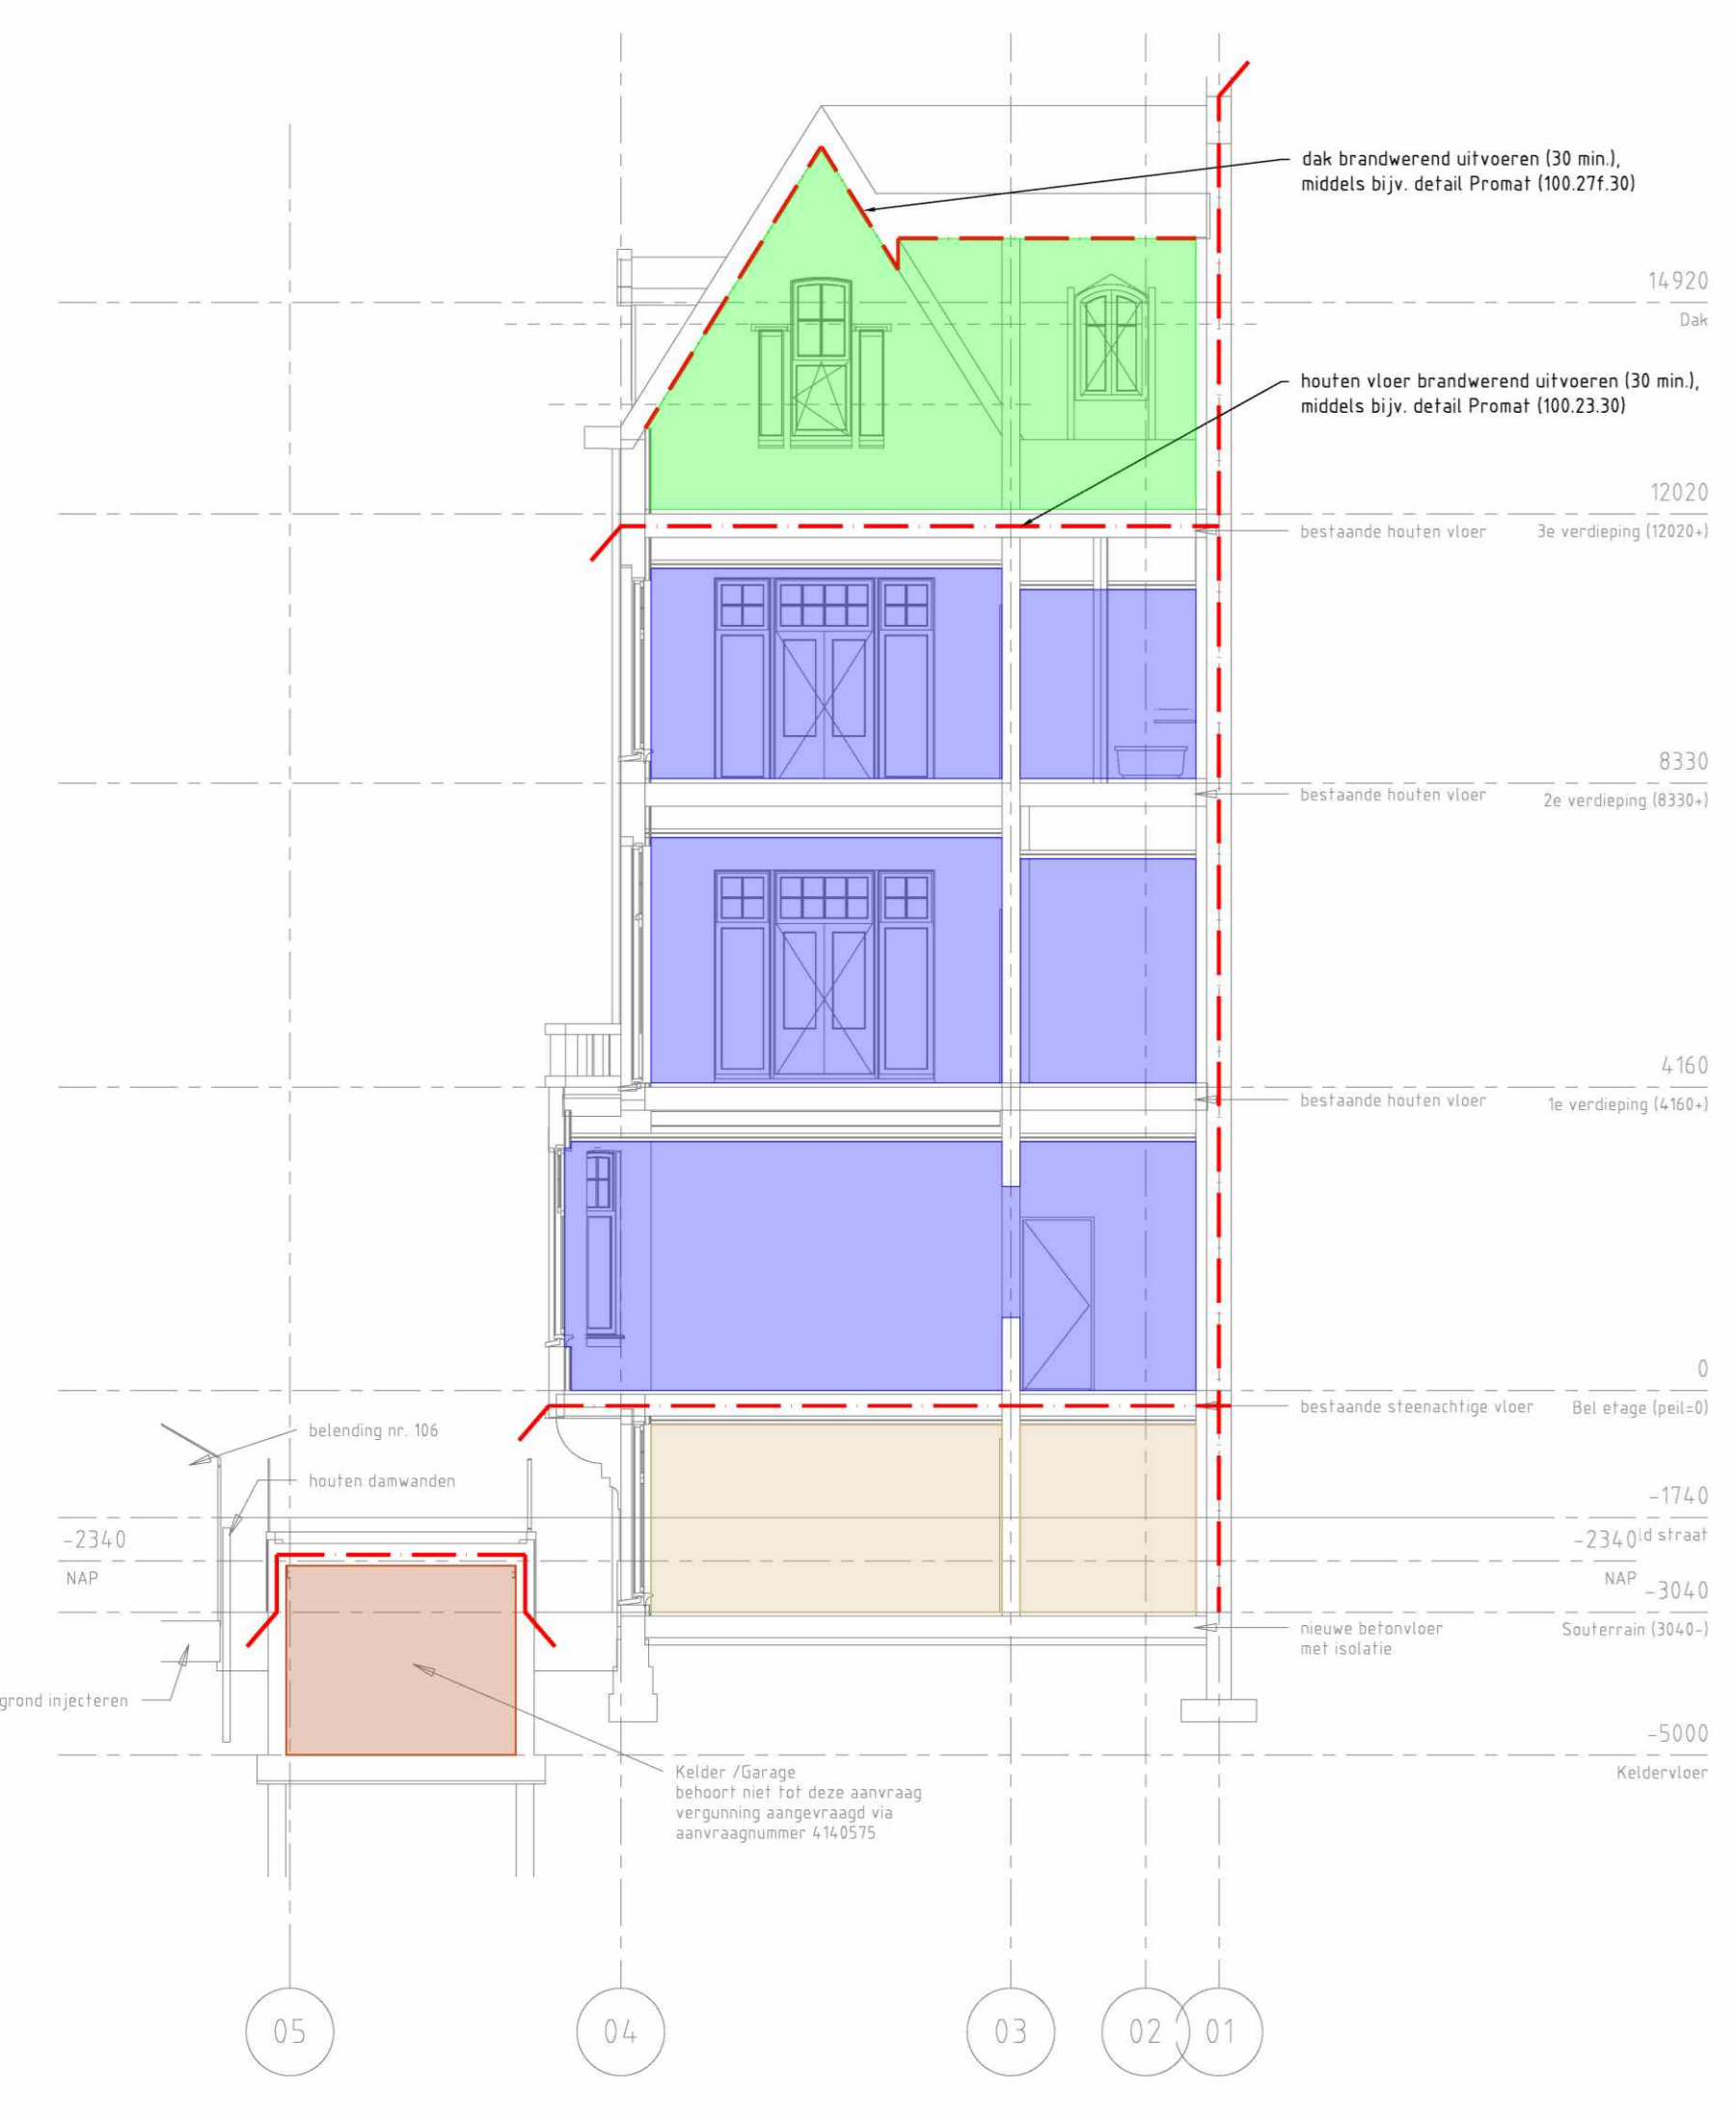 dak brandwerend uitvoeren (30 min.),
middels bijv. detail Promat (100.27f.30)
14920
Dak
houten vloer brandwerend uitvoeren (30 min.),
middels bijv. detail Promat (100.23.30)
12020
bestaande houten vloer
3e verdieping (12020+)
8330
bestaande houten vloer
2e verdieping (8330+)
4160
bestaande houten vloer
1e verdieping (4160+)
0
bestaande steenachtige vloer
Bel etage (peil=0)
belending nr. 106
houten damwanden
-1740
ld straat
-2340
NAP
-2340
NAP
-3040
Souterrain (3040-)
nieuwe betonvloer
met isolatie
grond injecteren
-5000
Keldervloer
Kelder /Garage
behoort niet tot deze aanvraag
vergunning aangevraagd via
aanvraagnummer 4140575
05
04
03
02
01